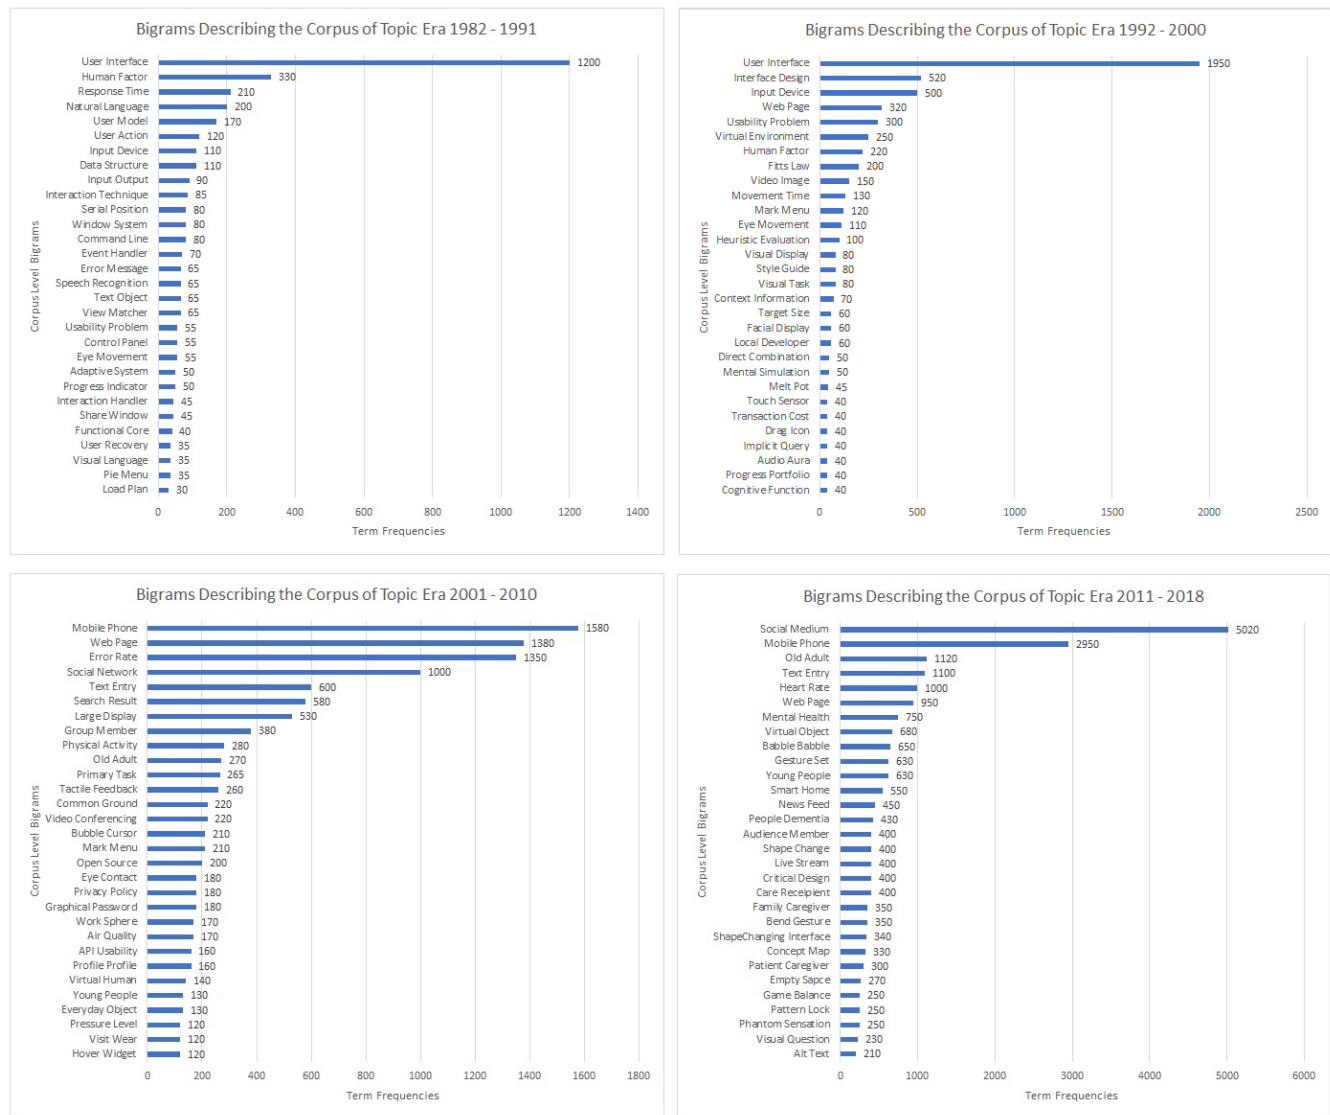 Bigrams Describing the Corpus of Topic Era 1982 - 1991
Corpus Level Bigrams
User Interface 1200
Human Factor 330
Response Time 210
Natural Language 200
User Model 170
User Action 120
Input Device 110
Data Structure 110
Input Output 90
Interaction Technique 85
Serial Position 80
Window System 80
Command Line 80
Event Handler 70
Error Message 65
Speech Recognition 65
Text Object 65
View Matcher 65
Usability Problem 55
Control Panel 55
Eye Movement 55
Adaptive System 50
Progress Indicator 50
Interaction Handler 45
Share Window 45
Functional Core 40
User Recovery 35
Visual Language 35
Pie Menu 35
Load Plan 30
0 200 400 600 800 1000 1200 1400
Term Frequencies
Bigrams Describing the Corpus of Topic Era 1992 - 2000
Corpus Level Bigrams
User Interface 1950
Interface Design 520
Input Device 500
Web Page 320
Usability Problem 300
Virtual Environment 250
Human Factor 220
Fitts Law 200
Video Image 150
Movement Time 130
Mark Menu 120
Eye Movement 110
Heuristic Evaluation 100
Visual Display 80
Style Guide 80
Visual Task 80
Context Information 70
Target Size 60
Facial Display 60
Local Developer 60
Direct Combination 50
Mental Simulation 50
Melt Pot 45
Touch Sensor 40
Transaction Cost 40
Drag Icon 40
Implicit Query 40
Audio Aura 40
Progress Portfolio 40
Cognitive Function 40
0 500 1000 1500 2000 2500
Term Frequencies
Bigrams Describing the Corpus of Topic Era 2001 - 2010
Corpus Level Bigrams
Mobile Phone 1580
Web Page 1380
Error Rate 1350
Social Network 1000
Text Entry 600
Search Result 580
Large Display 530
Group Member 380
Physical Activity 280
Old Adult 270
Primary Task 265
Tactile Feedback 260
Common Ground 220
Video Conferencing 220
Bubble Cursor 210
Mark Menu 210
Open Source 200
Eye Contact 180
Privacy Policy 180
Graphical Password 180
Work Sphere 170
Air Quality 170
API Usability 160
Profile Profile 160
Virtual Human 140
Young People 130
Everyday Object 130
Pressure Level 120
Visit Wear 120
Hover Widget 120
0 200 400 600 800 1000 1200 1400 1600 1800
Term Frequencies
Bigrams Describing the Corpus of Topic Era 2011 - 2018
Corpus Level Bigrams
Social Medium 5020
Mobile Phone 2950
Old Adult 1120
Text Entry 1100
Heart Rate 1000
Web Page 950
Mental Health 750
Virtual Object 680
Babble Babble 650
Gesture Set 630
Young People 630
Smart Home 550
News Feed 450
People Dementia 430
Audience Member 400
Shape Change 400
Live Stream 400
Critical Design 400
Care Receipient 400
Family Caregiver 350
Bend Gesture 350
ShapeChanging Interface 340
Concept Map 330
Patient Caregiver 300
Empty Sapce 270
Game Balance 250
Pattern Lock 250
Phantom Sensation 250
Visual Question 230
Alt Text 210
0 1000 2000 3000 4000 5000 6000
Term Frequencies